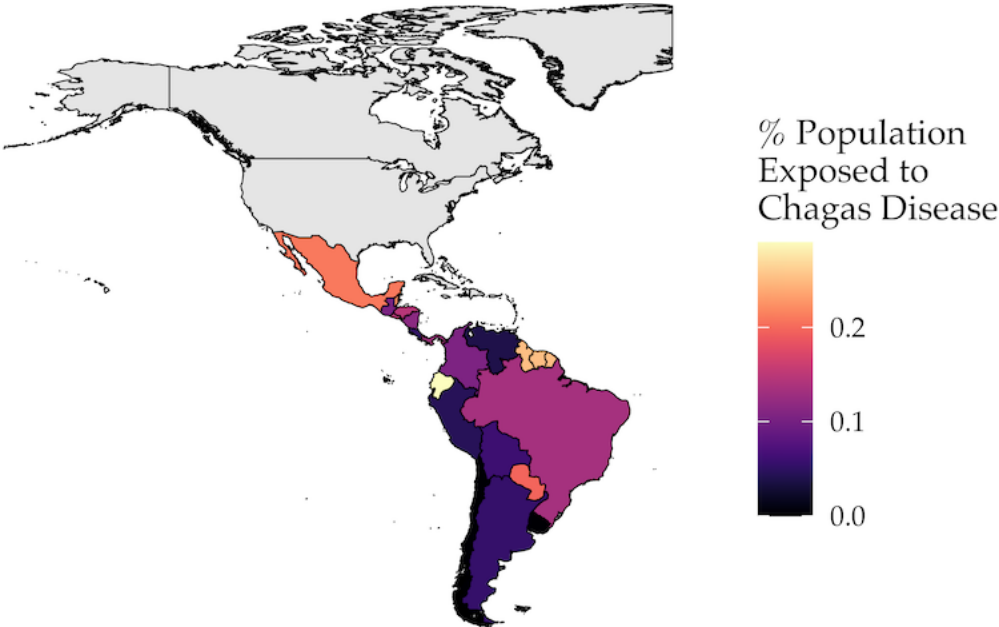 % Population
Exposed to
Chagas Disease
0.2
0.1
0.0